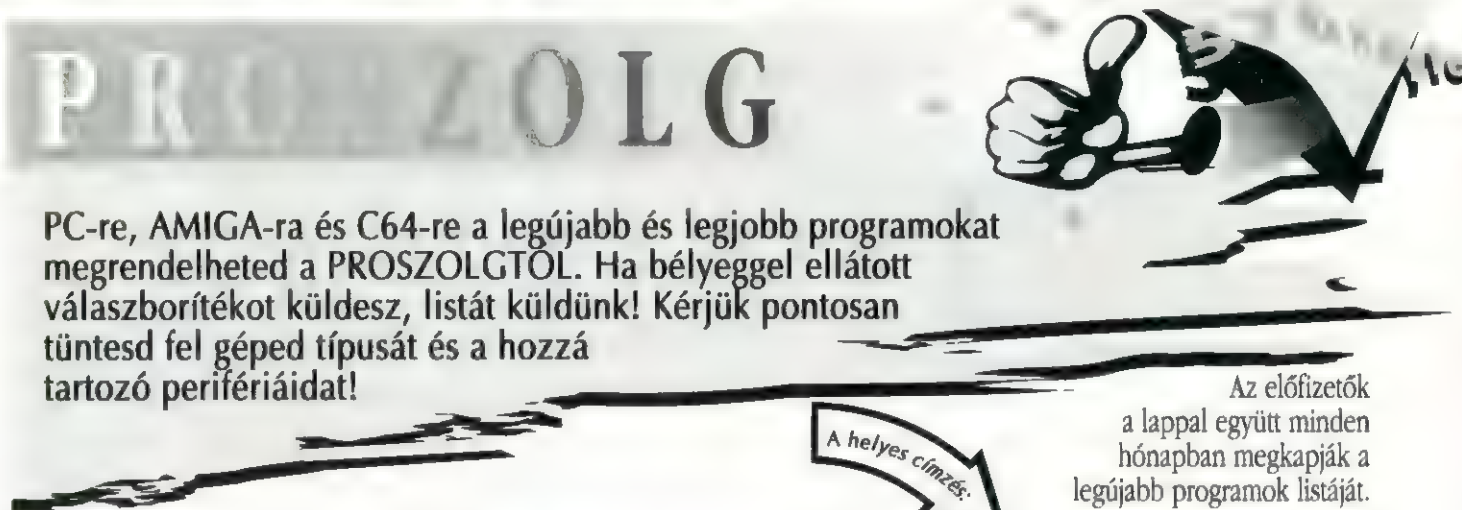 PROSZOLG
PC-re, AMIGA-ra és C64-re a legújabb és legjobb programokat
megrendelheted a PROSZOLGTÓL. Ha bélyeggel ellátott
válaszborítékot küldesz, listát küldünk! Kérjük pontosan
tüntesd fel géped típusát és a hozzá
tartozó perifériáidat!
Az előfizetők
a lappal együtt minden
hónapban megkapják a
legújabb programok listáját.
A helyes címzés: